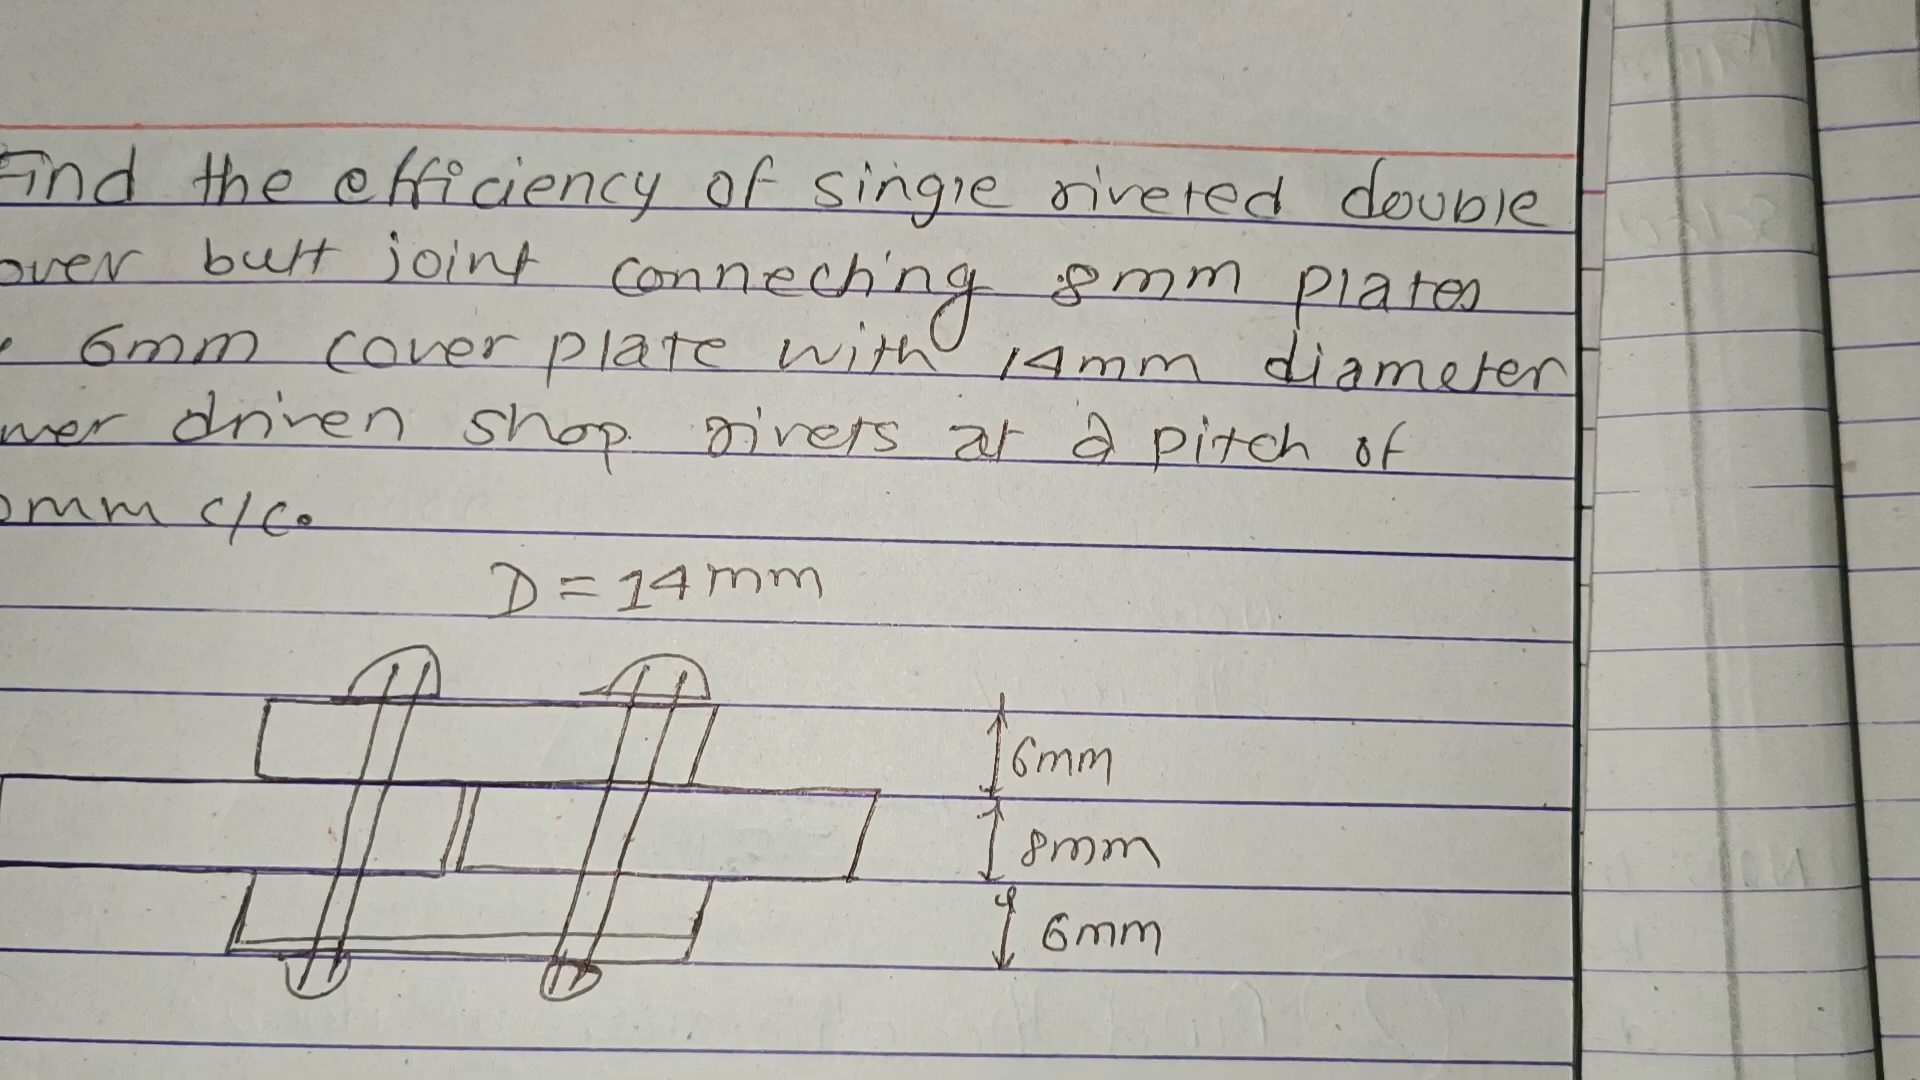 Find the efficiency of single riveted double
over butt joint connecting 8mm plates
6mm cover plate with 14mm diameter
wer driven shop rivets at a pitch of
mm c/c.
D = 14mm
6mm
8mm
6mm